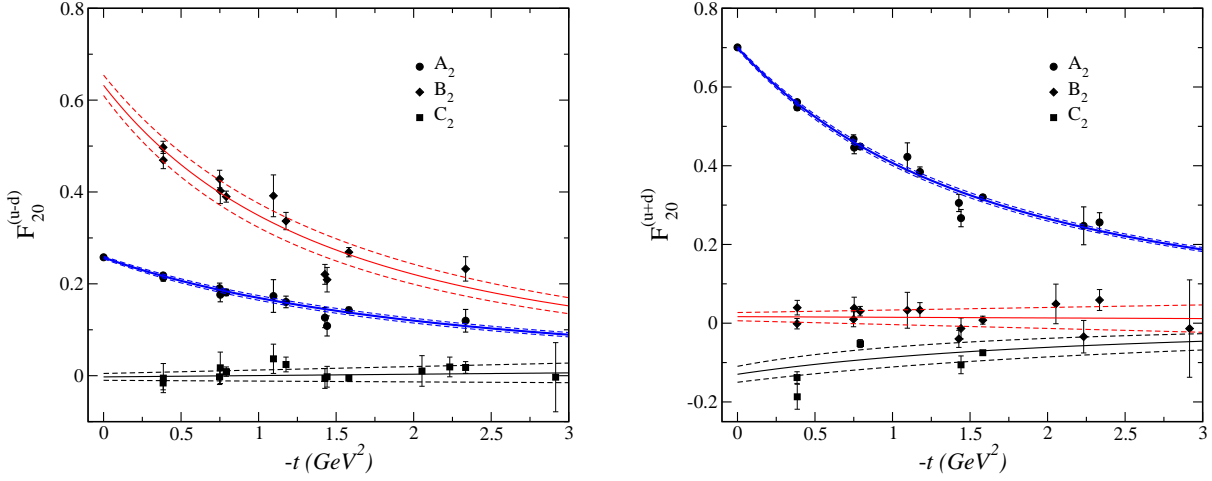 0.8
0.6
0.4
0.2
0
F₂₀⁽ᵘ⁻ᵈ⁾
A₂
B₂
C₂
0 0.5 1 1.5 2 2.5 3
-t (GeV²)
0.8
0.6
0.4
0.2
0
-0.2
F₂₀⁽ᵘ⁺ᵈ⁾
A₂
B₂
C₂
0 0.5 1 1.5 2 2.5 3
-t (GeV²)